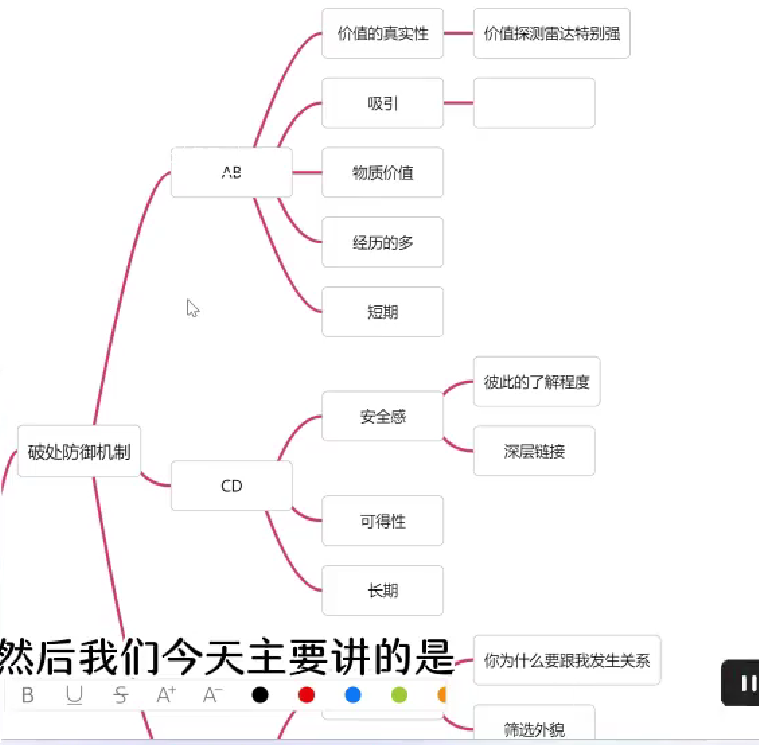 价值的真实性
价值探测雷达特别强
吸引
AB
物质价值
经历的多
短期
彼此的了解程度
安全感
破处防御机制
深层链接
CD
可得性
长期
然后我们今天主要讲的是
你为什么要跟我发生关系
B U S A+ A-
筛选外貌